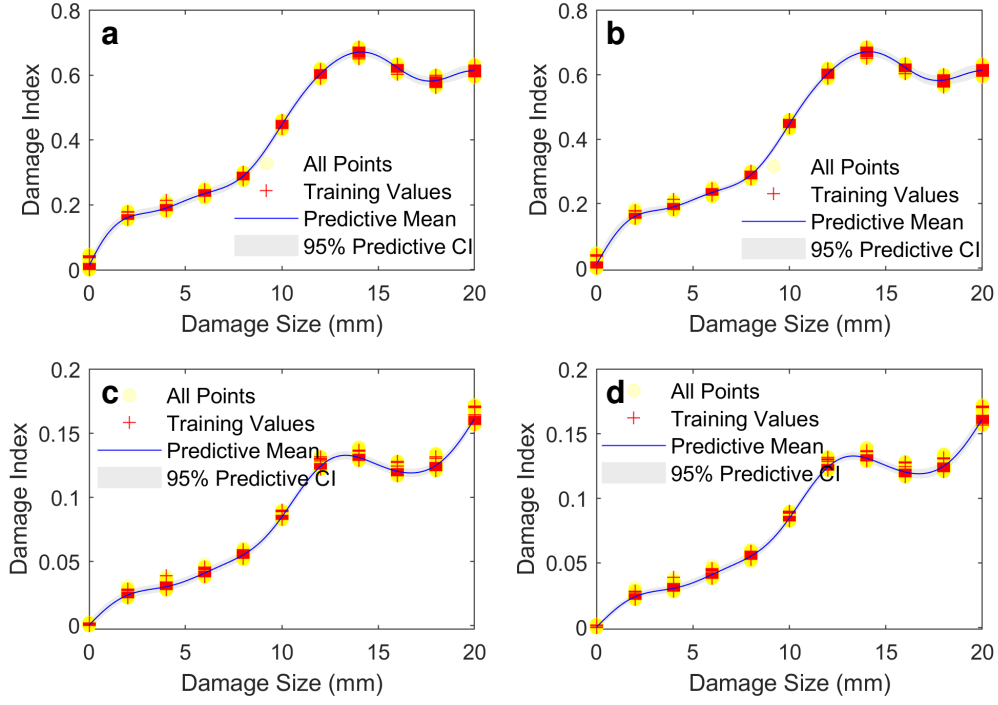 a
0.8
0.6
0.4
0.2
0
Damage Index
All Points
Training Values
Predictive Mean
95% Predictive CI
0 5 10 15 20
Damage Size (mm)
b
0.8
0.6
0.4
0.2
0
Damage Index
All Points
Training Values
Predictive Mean
95% Predictive CI
0 5 10 15 20
Damage Size (mm)
c
0.2
0.15
0.1
0.05
0
Damage Index
All Points
Training Values
Predictive Mean
95% Predictive CI
0 5 10 15 20
Damage Size (mm)
d
0.2
0.15
0.1
0.05
0
Damage Index
All Points
Training Values
Predictive Mean
95% Predictive CI
0 5 10 15 20
Damage Size (mm)